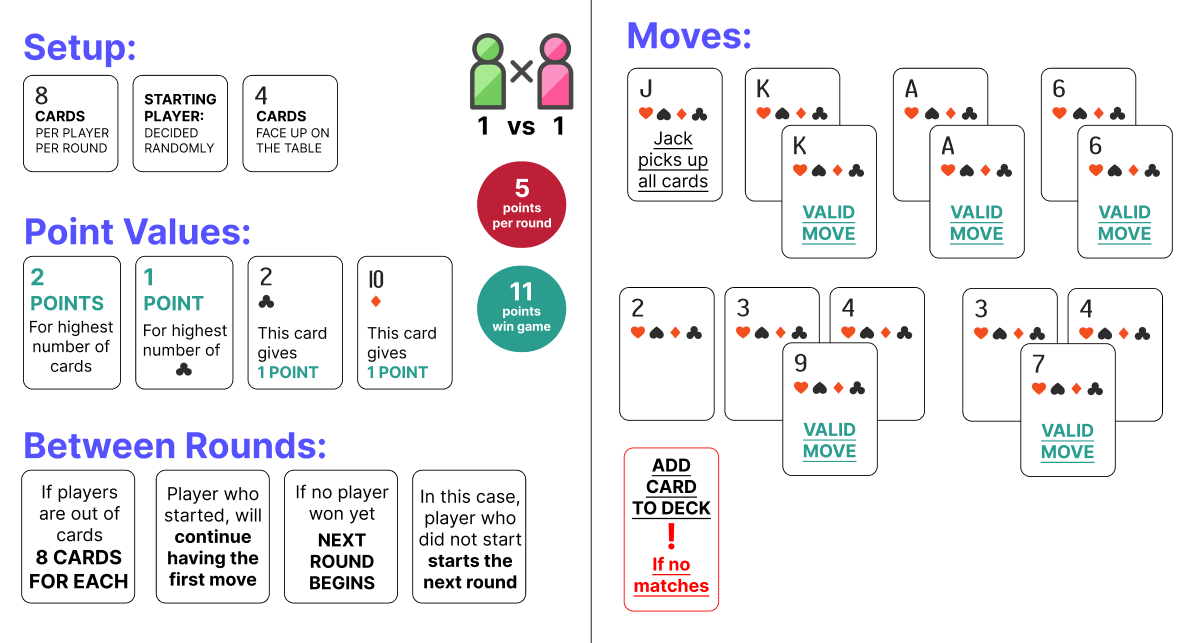 Setup:
8
CARDS
PER PLAYER
PER ROUND
STARTING
PLAYER:
DECIDED
RANDOMLY
4
CARDS
FACE UP ON
THE TABLE
1 vs 1
5
points
per round
11
points
win game
Point Values:
2
POINTS
For highest
number of
cards
1
POINT
For highest
number of
2
This card
gives
1 POINT
10
This card
gives
1 POINT
Between Rounds:
If players
are out of
cards
8 CARDS
FOR EACH
Player who
started, will
continue
having the
first move
If no player
won yet
NEXT
ROUND
BEGINS
In this case,
player who
did not start
starts the
next round
Moves:
J
Jack
picks up
all cards
K
K
VALID
MOVE
A
A
VALID
MOVE
6
6
VALID
MOVE
2
3
4
9
VALID
MOVE
3
4
7
VALID
MOVE
ADD
CARD
TO DECK
!
If no
matches